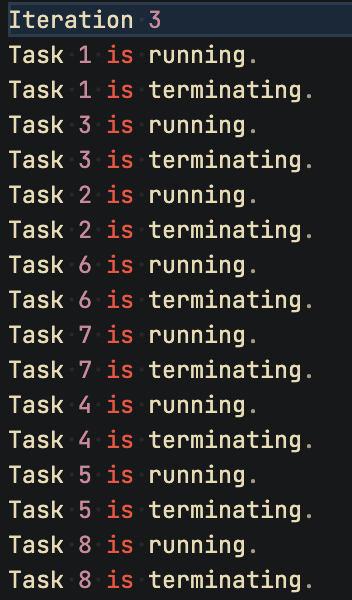 Iteration 3
Task 1 is running.
Task 1 is terminating.
Task 3 is running.
Task 3 is terminating.
Task 2 is running.
Task 2 is terminating.
Task 6 is running.
Task 6 is terminating.
Task 7 is running.
Task 7 is terminating.
Task 4 is running.
Task 4 is terminating.
Task 5 is running.
Task 5 is terminating.
Task 8 is running.
Task 8 is terminating.